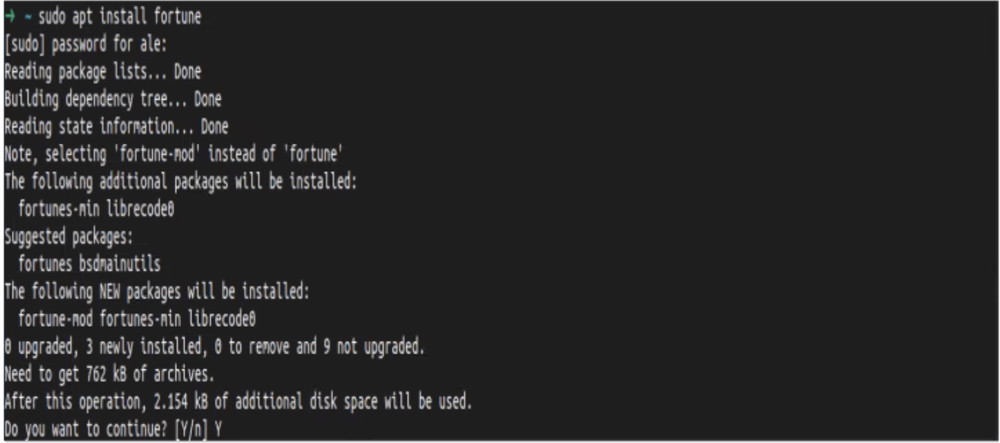 → ~ sudo apt install fortune
[sudo] password for ale:
Reading package lists... Done
Building dependency tree... Done
Reading state information... Done
Note, selecting 'fortune-mod' instead of 'fortune'
The following additional packages will be installed:
  fortunes-min librecode0
Suggested packages:
  fortunes bsdmainutils
The following NEW packages will be installed:
  fortune-mod fortunes-min librecode0
0 upgraded, 3 newly installed, 0 to remove and 9 not upgraded.
Need to get 762 kB of archives.
After this operation, 2.154 kB of additional disk space will be used.
Do you want to continue? [Y/n] Y